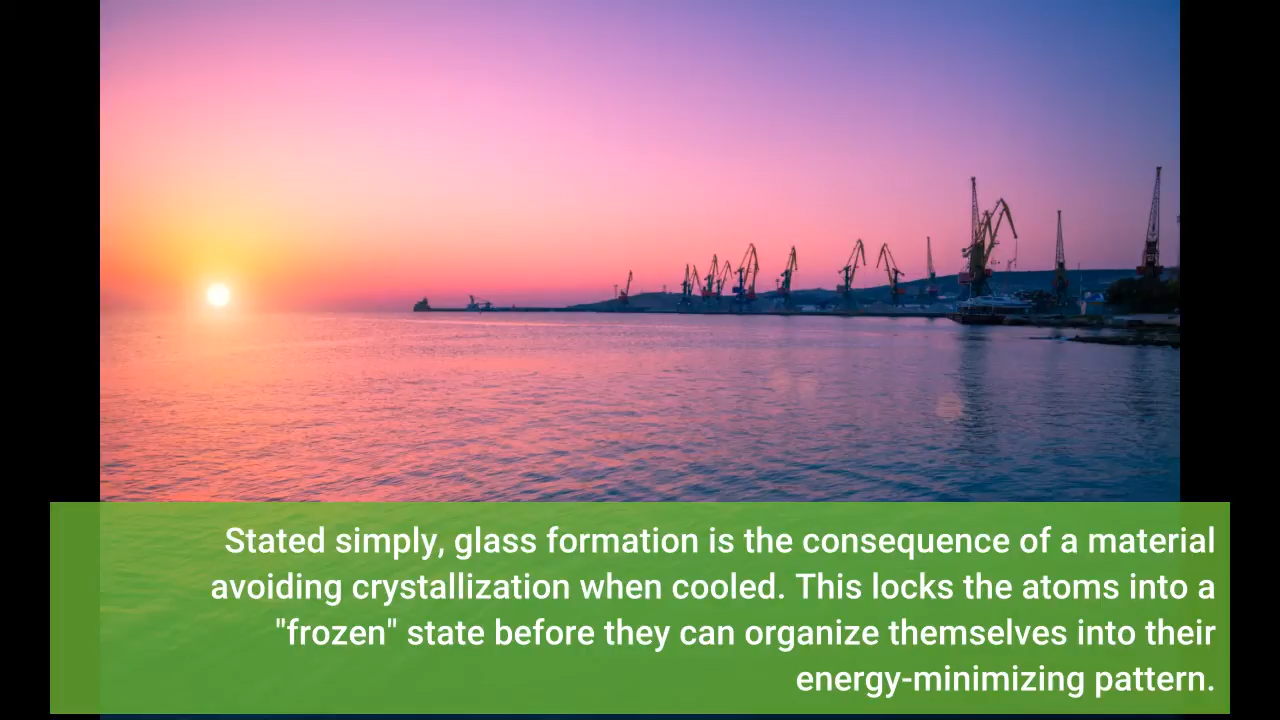 Stated simply, glass formation is the consequence of a material
avoiding crystallization when cooled. This locks the atoms into a
"frozen" state before they can organize themselves into their
energy-minimizing pattern.